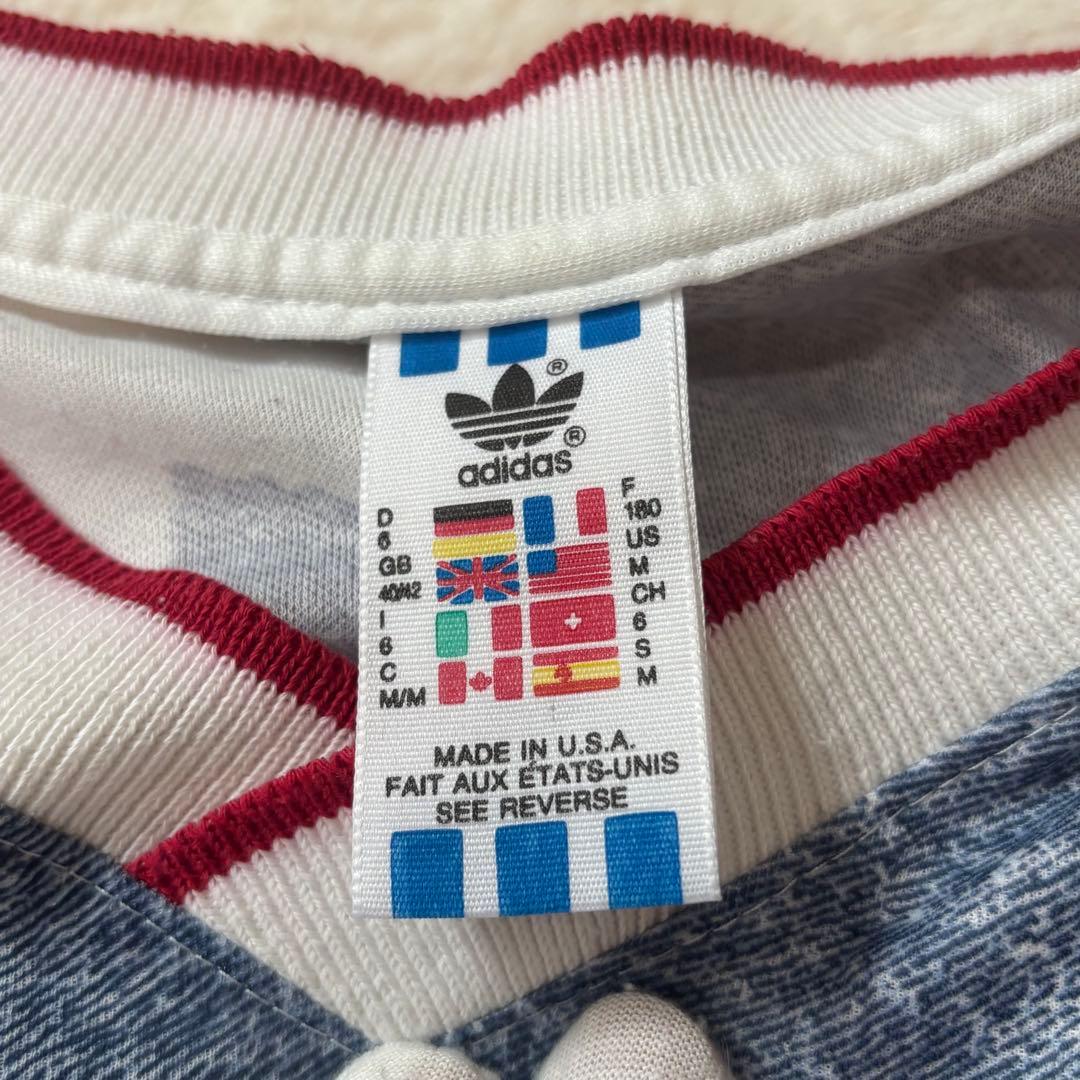 ®
®
adidas
D
6
GB
40/42
I
6
C
M/M
F
180
US
M
CH
6
S
M
MADE IN U.S.A.
FAIT AUX ÉTATS-UNIS
SEE REVERSE